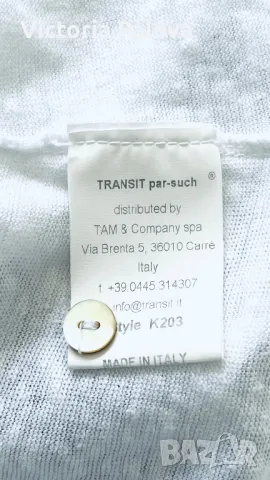 Victoria Deleva
TRANSIT par-such ®
distributed by
TAM & Company spa
Via Brenta 5, 36010 Carrè
Italy
t +39.0445.314307
info@transit.it
Style K203
MADE IN ITALY
BAZAR